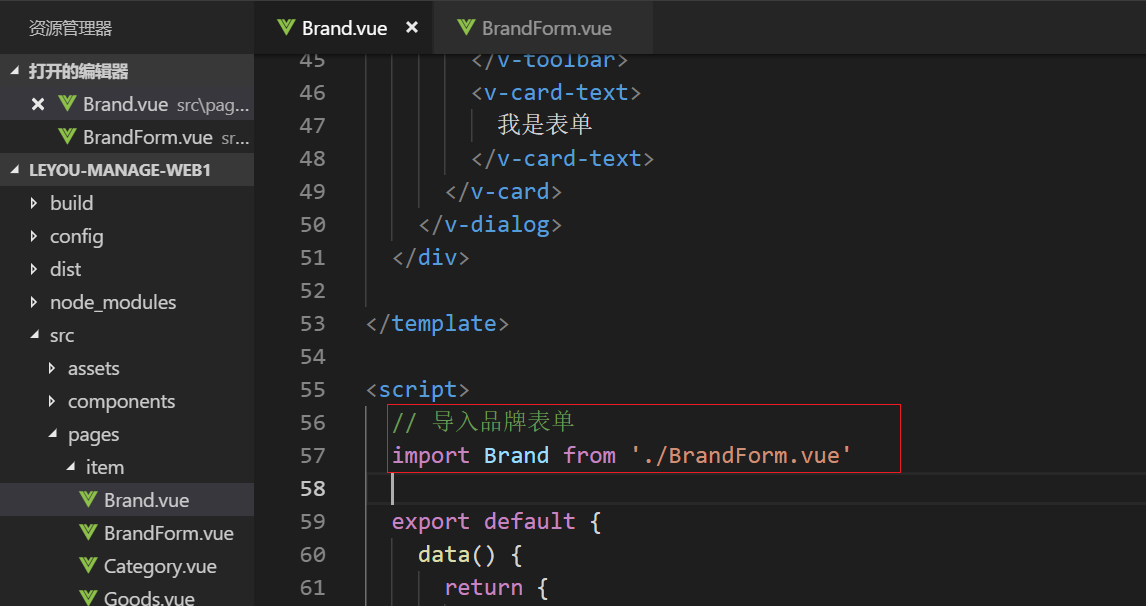 资源管理器
打开的编辑器
Brand.vue src\pag...
BrandForm.vue sr...
LEYOU-MANAGE-WEB1
build
config
dist
node_modules
src
assets
components
pages
item
Brand.vue
BrandForm.vue
Category.vue
Goods.vue
Brand.vue
BrandForm.vue
45 </v-toolbar>
46 <v-card-text>
47 我是表单
48 </v-card-text>
49 </v-card>
50 </v-dialog>
51 </div>
52
53 </template>
54
55 <script>
56 // 导入品牌表单
57 import Brand from './BrandForm.vue'
58
59 export default {
60 data() {
61 return {